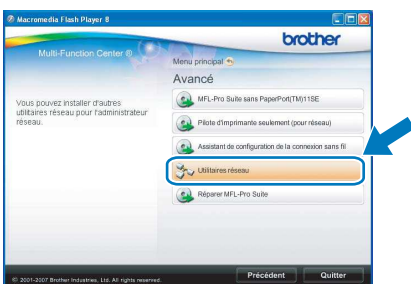 Macromedia Flash Player 8
brother
Multi-Function Center ®
Menu principal
Avancé
Vous pouvez installer d'autres
utilitaires réseau pour l'administrateur
réseau.
MFL-Pro Suite sans PaperPort(TM)11SE
Pilote d'imprimante seulement (pour réseau)
Assistant de configuration de la connexion sans fil
Utilitaires réseau
Réparer MFL-Pro Suite
© 2001-2007 Brother Industries, Ltd. All rights reserved.
Précédent
Quitter